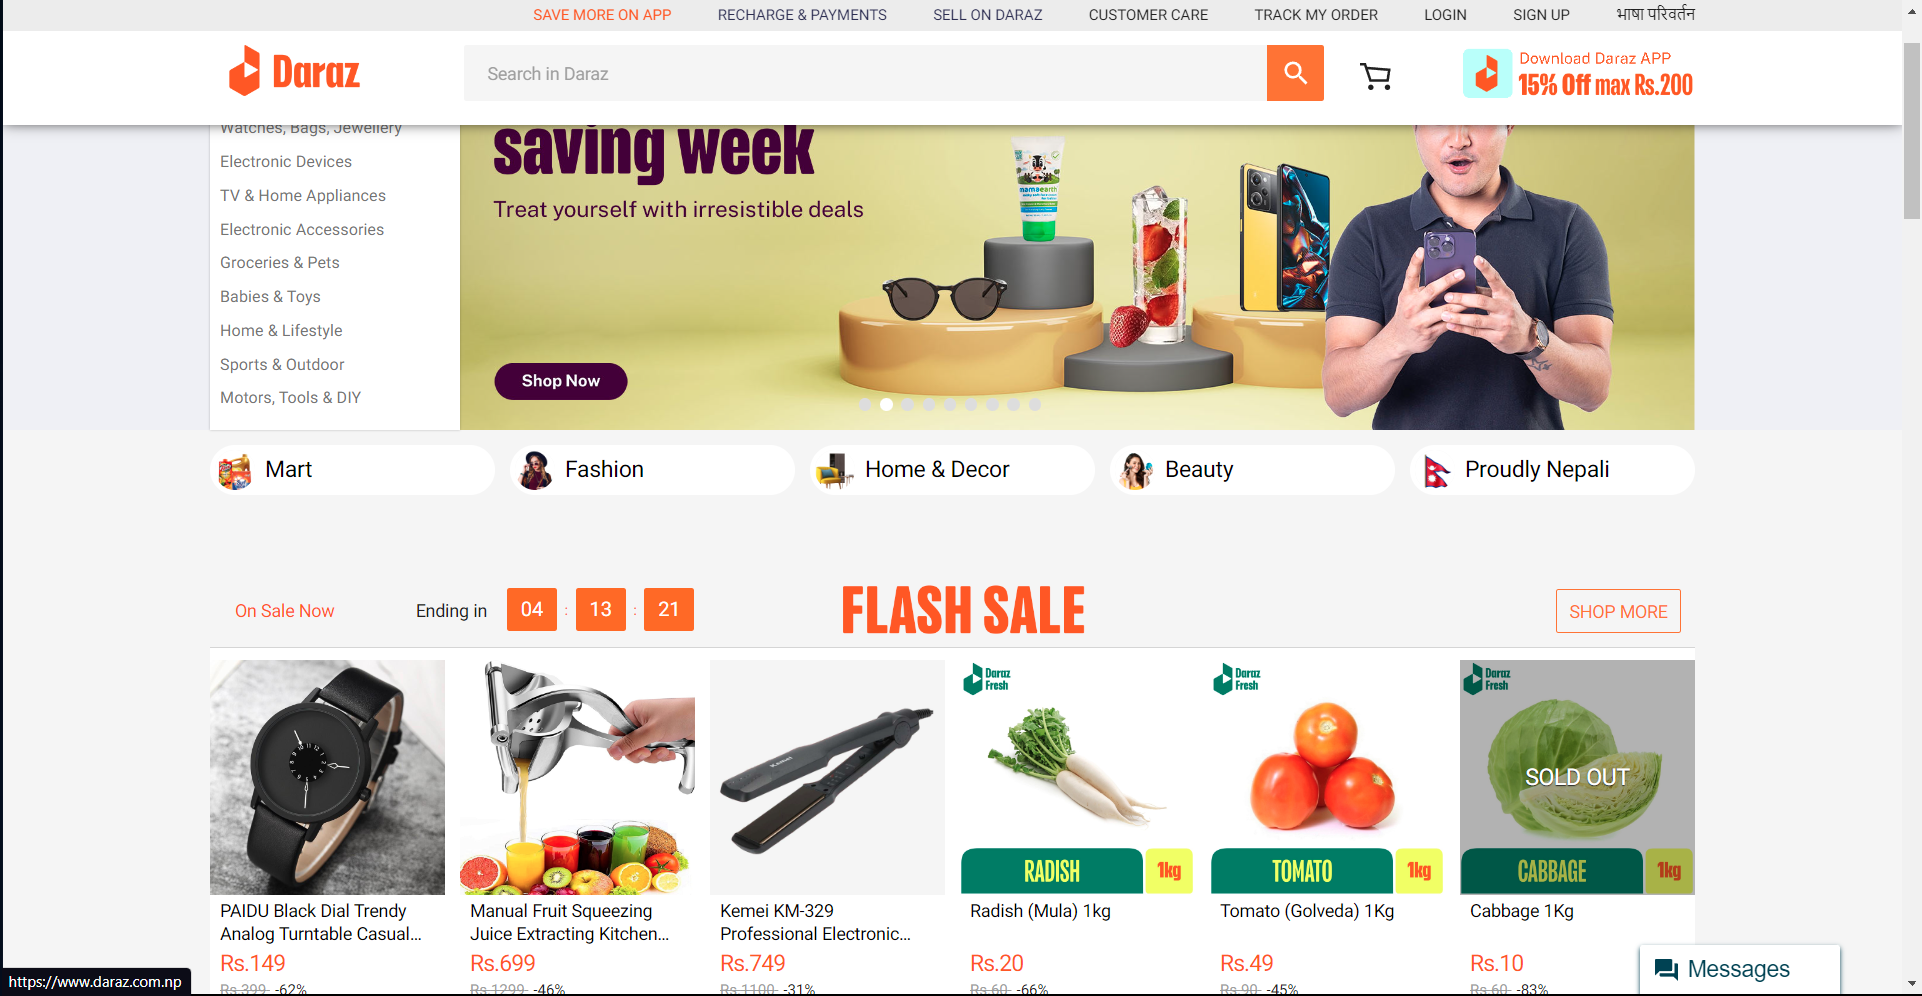 SAVE MORE ON APP
RECHARGE & PAYMENTS
SELL ON DARAZ
CUSTOMER CARE
TRACK MY ORDER
LOGIN
SIGN UP
भाषा परिवर्तन
Daraz
Search in Daraz
Download Daraz APP
15% Off max Rs.200
Watches, Bags, Jewellery
Electronic Devices
TV & Home Appliances
Electronic Accessories
Groceries & Pets
Babies & Toys
Home & Lifestyle
Sports & Outdoor
Motors, Tools & DIY
saving week
Treat yourself with irresistible deals
mamaearth
Shop Now
Mart
Fashion
Home & Decor
Beauty
Proudly Nepali
On Sale Now
Ending in
04 : 13 : 21
FLASH SALE
SHOP MORE
Kemei
Daraz
Fresh
RADISH
1kg
Daraz
Fresh
TOMATO
1kg
Daraz
Fresh
SOLD OUT
CABBAGE
1kg
PAIDU Black Dial Trendy
Analog Turntable Casual...
Rs.149
Rs.399 -62%
Manual Fruit Squeezing
Juice Extracting Kitchen...
Rs.699
Rs.1299 -46%
Kemei KM-329
Professional Electronic...
Rs.749
Rs.1100 -31%
Radish (Mula) 1kg
Rs.20
Rs.60 -66%
Tomato (Golveda) 1Kg
Rs.49
Rs.90 -45%
Cabbage 1Kg
Rs.10
Rs.60 -83%
Messages
https://www.daraz.com.np